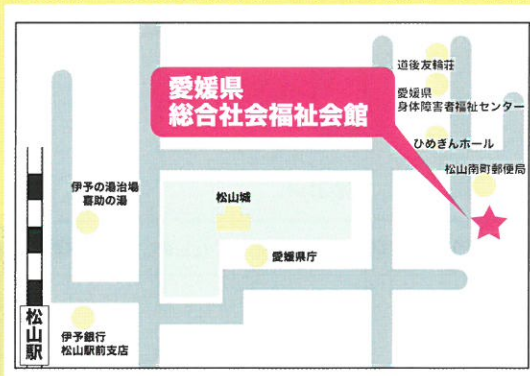 道後友輪荘
愛媛県
身体障害者福祉センター
愛媛県
総合社会福祉会館
ひめぎんホール
松山南町郵便局
伊予の湯治場
喜助の湯
松山城
愛媛県庁
松山駅
伊予銀行
松山駅前支店